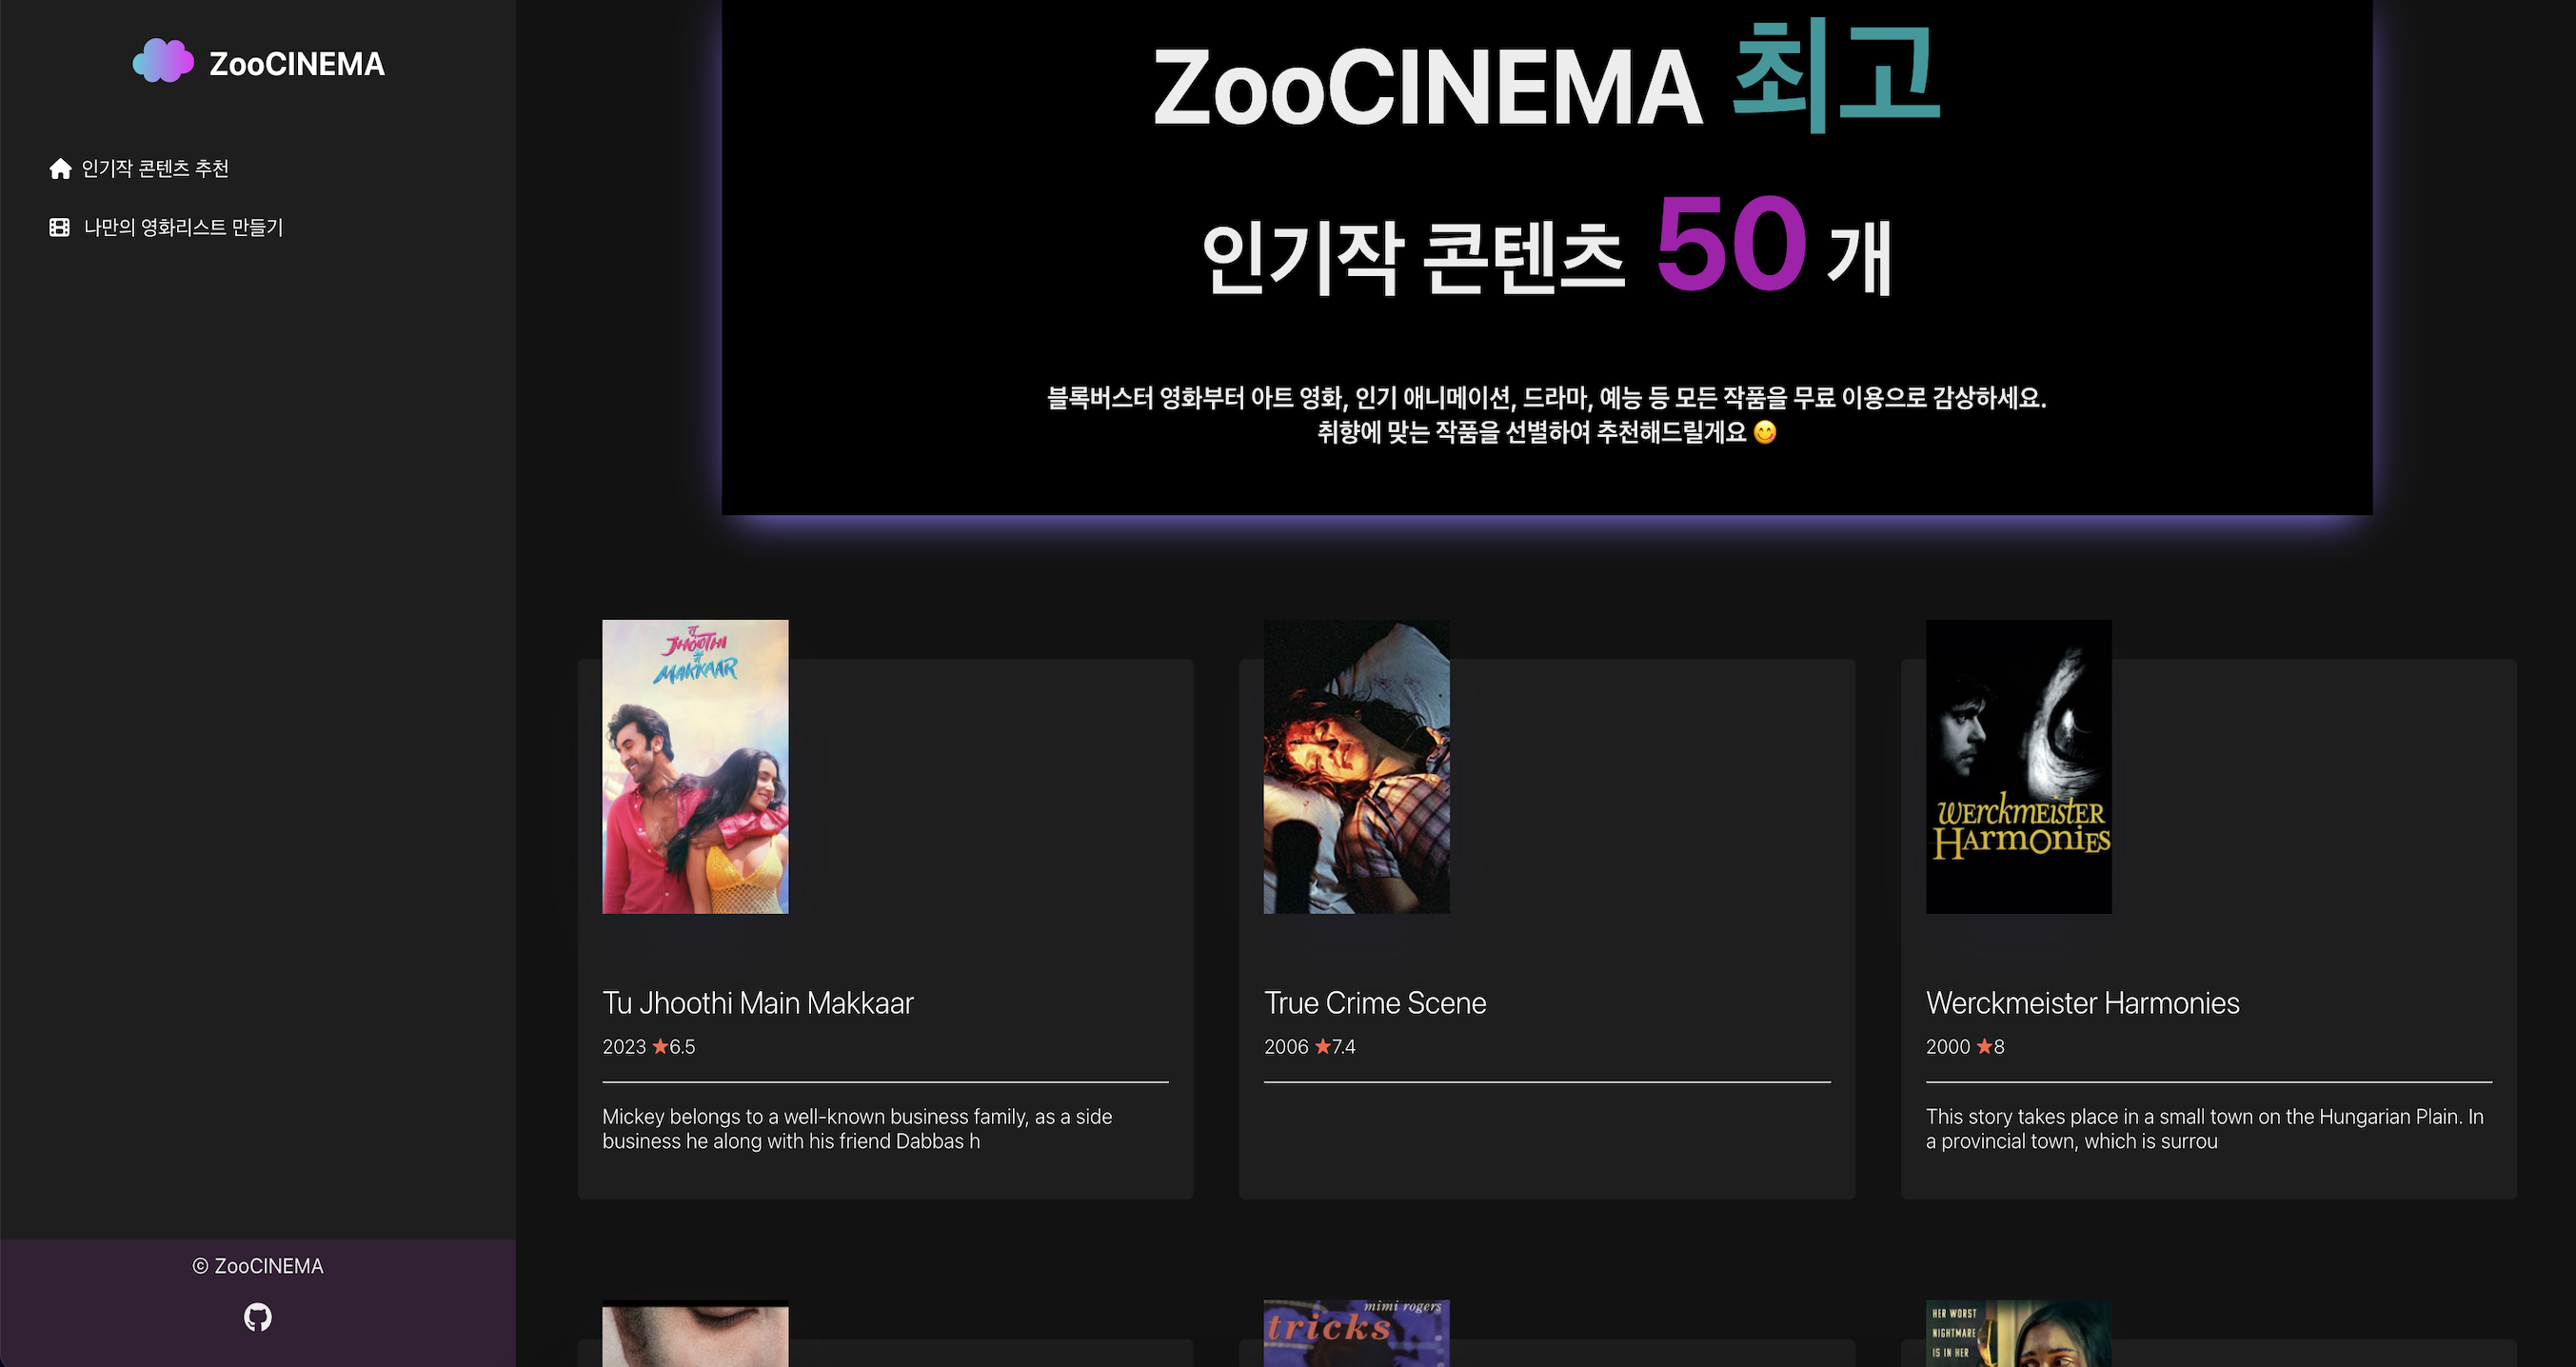 ZooCINEMA
인기작 콘텐츠 추천
나만의 영화리스트 만들기
ZooCINEMA 최고
인기작 콘텐츠 50 개
블록버스터 영화부터 아트 영화, 인기 애니메이션, 드라마, 예능 등 모든 작품을 무료 이용으로 감상하세요.
취향에 맞는 작품을 선별하여 추천해드릴게요 😋
तू
JHOOTHI
मैं
MAKKAAR
Tu Jhoothi Main Makkaar
2023 ★6.5
Mickey belongs to a well-known business family, as a side
business he along with his friend Dabbas h
True Crime Scene
2006 ★7.4
WERckmEisTER
HARmOniES
Werckmeister Harmonies
2000 ★8
This story takes place in a small town on the Hungarian Plain. In
a provincial town, which is surrou
mimi rogers
tricks
HER WORST
NIGHTMARE
IS IN HER
© ZooCINEMA